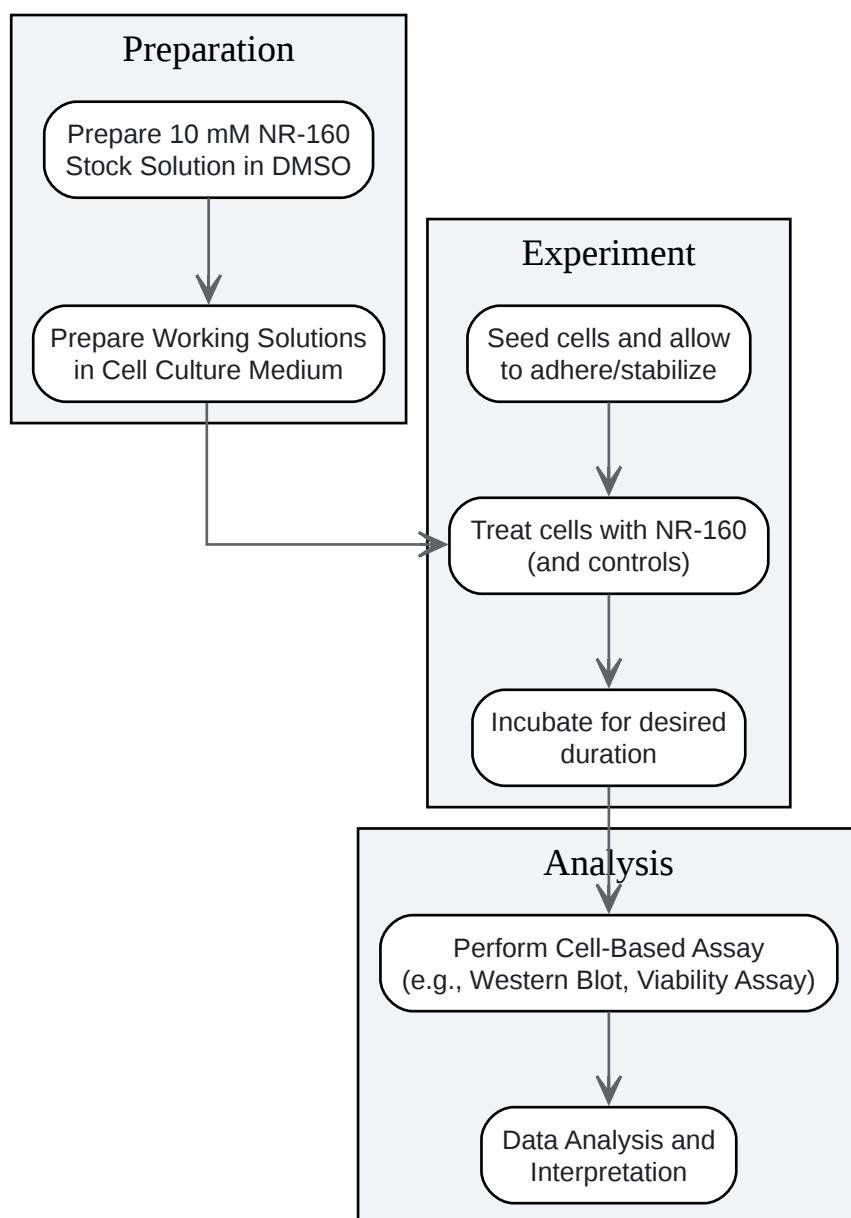 Preparation
Prepare 10 mM NR-160
Stock Solution in DMSO
Prepare Working Solutions
in Cell Culture Medium
Experiment
Seed cells and allow
to adhere/stabilize
Treat cells with NR-160
(and controls)
Incubate for desired
duration
Analysis
Perform Cell-Based Assay
(e.g., Western Blot, Viability Assay)
Data Analysis and
Interpretation